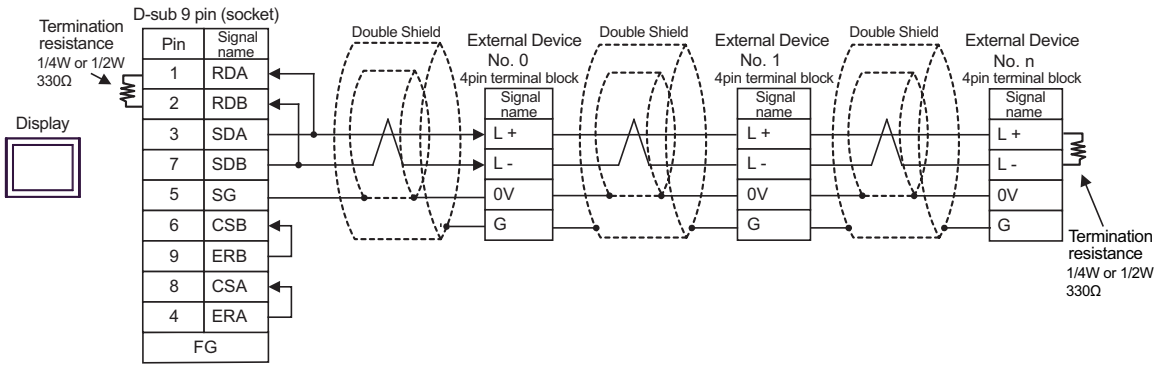 D-sub 9 pin (socket)
Termination
resistance
1/4W or 1/2W
330Ω
Display
Pin Signal name
1 RDA
2 RDB
3 SDA
7 SDB
5 SG
6 CSB
9 ERB
8 CSA
4 ERA
FG
Double Shield
External Device
No. 0
4pin terminal block
Signal
name
L +
L -
0V
G
Double Shield
External Device
No. 1
4pin terminal block
Signal
name
L +
L -
0V
G
Double Shield
External Device
No. n
4pin terminal block
Signal
name
L +
L -
0V
G
Termination
resistance
1/4W or 1/2W
330Ω